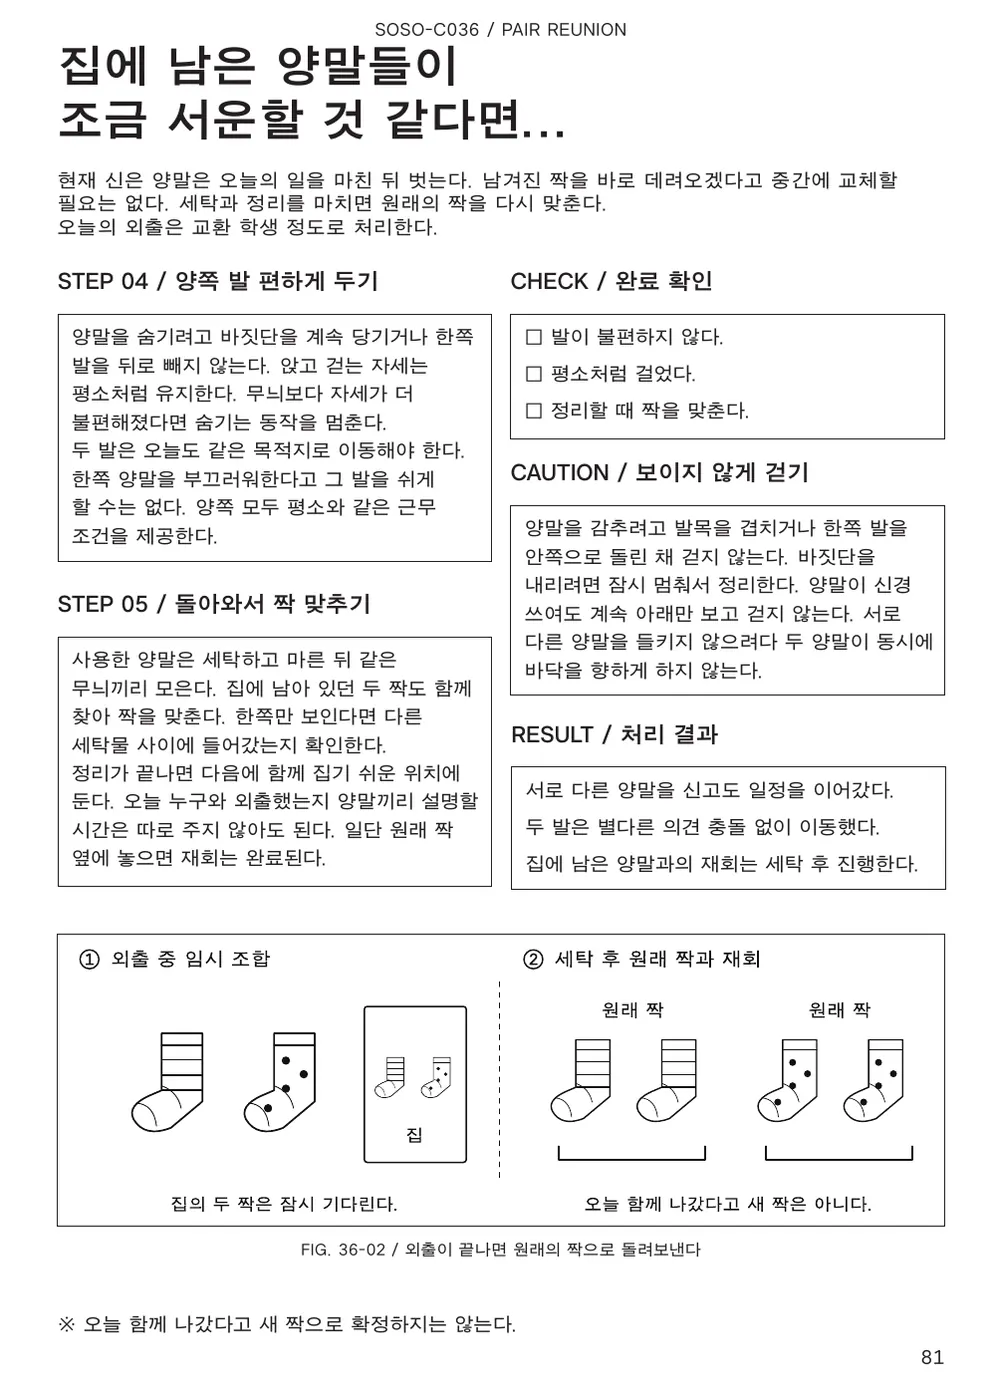 SOSO-C036 / PAIR REUNION
집에 남은 양말들이
조금 서운할 것 같다면...
현재 신은 양말은 오늘의 일을 마친 뒤 벗는다. 남겨진 짝을 바로 데려오겠다고 중간에 교체할
필요는 없다. 세탁과 정리를 마치면 원래의 짝을 다시 맞춘다.
오늘의 외출은 교환 학생 정도로 처리한다.
STEP 04 / 양쪽 발 편하게 두기
양말을 숨기려고 바짓단을 계속 당기거나 한쪽
발을 뒤로 빼지 않는다. 앉고 걷는 자세는
평소처럼 유지한다. 무늬보다 자세가 더
불편해졌다면 숨기는 동작을 멈춘다.
두 발은 오늘도 같은 목적지로 이동해야 한다.
한쪽 양말을 부끄러워한다고 그 발을 쉬게
할 수는 없다. 양쪽 모두 평소와 같은 근무
조건을 제공한다.
STEP 05 / 돌아와서 짝 맞추기
사용한 양말은 세탁하고 마른 뒤 같은
무늬끼리 모은다. 집에 남아 있던 두 짝도 함께
찾아 짝을 맞춘다. 한쪽만 보인다면 다른
세탁물 사이에 들어갔는지 확인한다.
정리가 끝나면 다음에 함께 집기 쉬운 위치에
둔다. 오늘 누구와 외출했는지 양말끼리 설명할
시간은 따로 주지 않아도 된다. 일단 원래 짝
옆에 놓으면 재회는 완료된다.
CHECK / 완료 확인
□ 발이 불편하지 않다.
□ 평소처럼 걸었다.
□ 정리할 때 짝을 맞춘다.
CAUTION / 보이지 않게 걷기
양말을 감추려고 발목을 겹치거나 한쪽 발을
안쪽으로 돌린 채 걷지 않는다. 바짓단을
내리려면 잠시 멈춰서 정리한다. 양말이 신경
쓰여도 계속 아래만 보고 걷지 않는다. 서로
다른 양말을 들키지 않으려다 두 양말이 동시에
바닥을 향하게 하지 않는다.
RESULT / 처리 결과
서로 다른 양말을 신고도 일정을 이어갔다.
두 발은 별다른 의견 충돌 없이 이동했다.
집에 남은 양말과의 재회는 세탁 후 진행한다.
① 외출 중 임시 조합
집
집의 두 짝은 잠시 기다린다.
② 세탁 후 원래 짝과 재회
원래 짝
원래 짝
오늘 함께 나갔다고 새 짝은 아니다.
FIG. 36-02 / 외출이 끝나면 원래의 짝으로 돌려보낸다
※ 오늘 함께 나갔다고 새 짝으로 확정하지는 않는다.
81